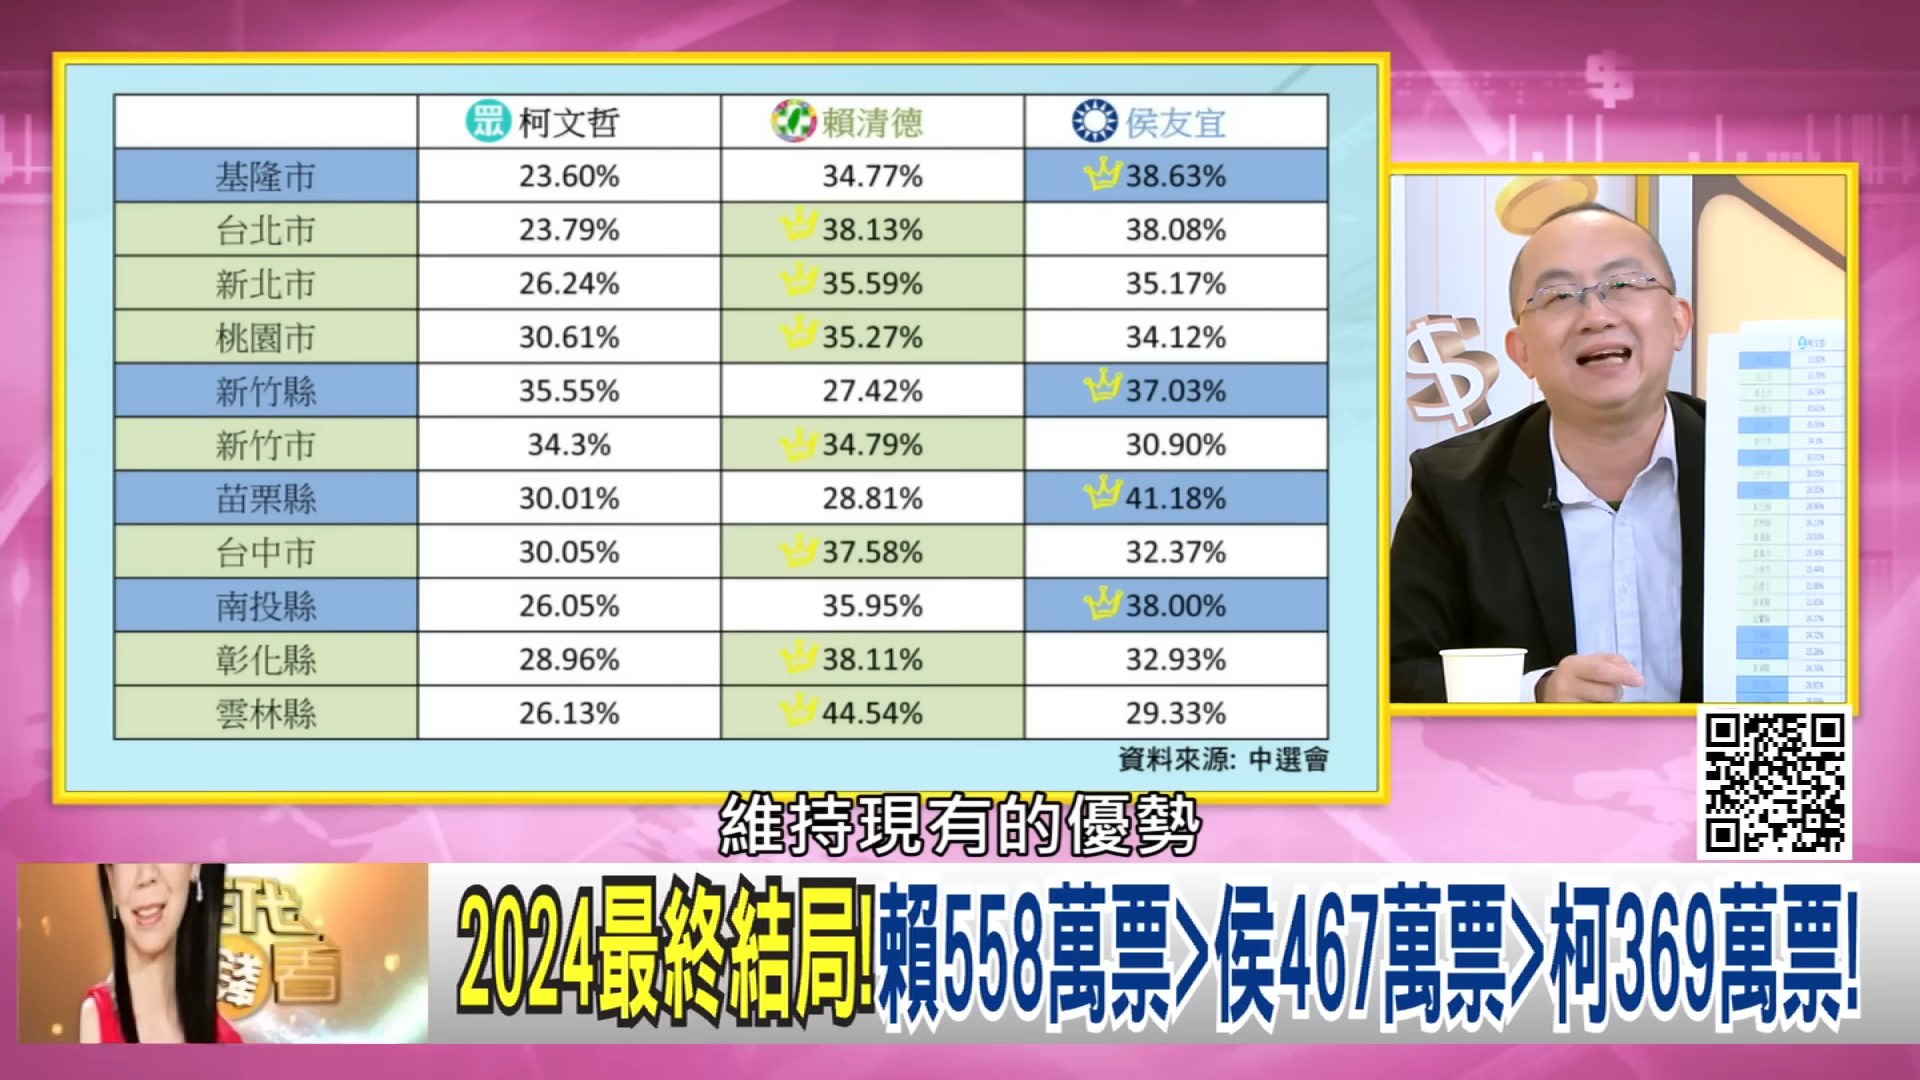 眾 柯文哲 賴清德 侯友宜
基隆市 23.60% 34.77% 38.63%
台北市 23.79% 38.13% 38.08%
新北市 26.24% 35.59% 35.17%
桃園市 30.61% 35.27% 34.12%
新竹縣 35.55% 27.42% 37.03%
新竹市 34.3% 34.79% 30.90%
苗栗縣 30.01% 28.81% 41.18%
台中市 30.05% 37.58% 32.37%
南投縣 26.05% 35.95% 38.00%
彰化縣 28.96% 38.11% 32.93%
雲林縣 26.13% 44.54% 29.33%
資料來源: 中選會
維持現有的優勢
2024最終結局!賴558萬票>侯467萬票>柯369萬票!